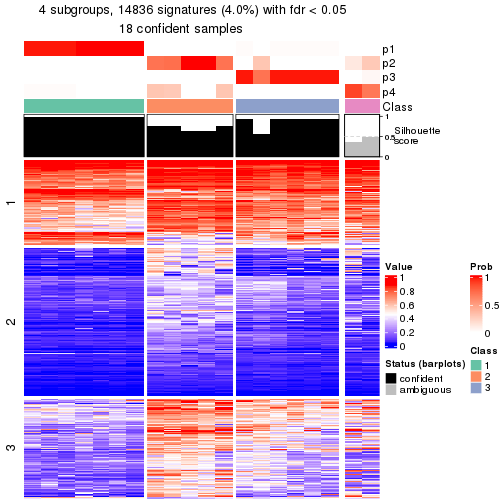 4 subgroups, 14836 signatures (4.0%) with fdr < 0.05
18 confident samples
p1
p2
p3
p4
Class
1
0.5
0
Silhouette
score
1
2
3
Value
1
0.8
0.6
0.4
0.2
0
Prob
1
0.5
0
Status (barplots)
confident
ambiguous
Class
1
2
3